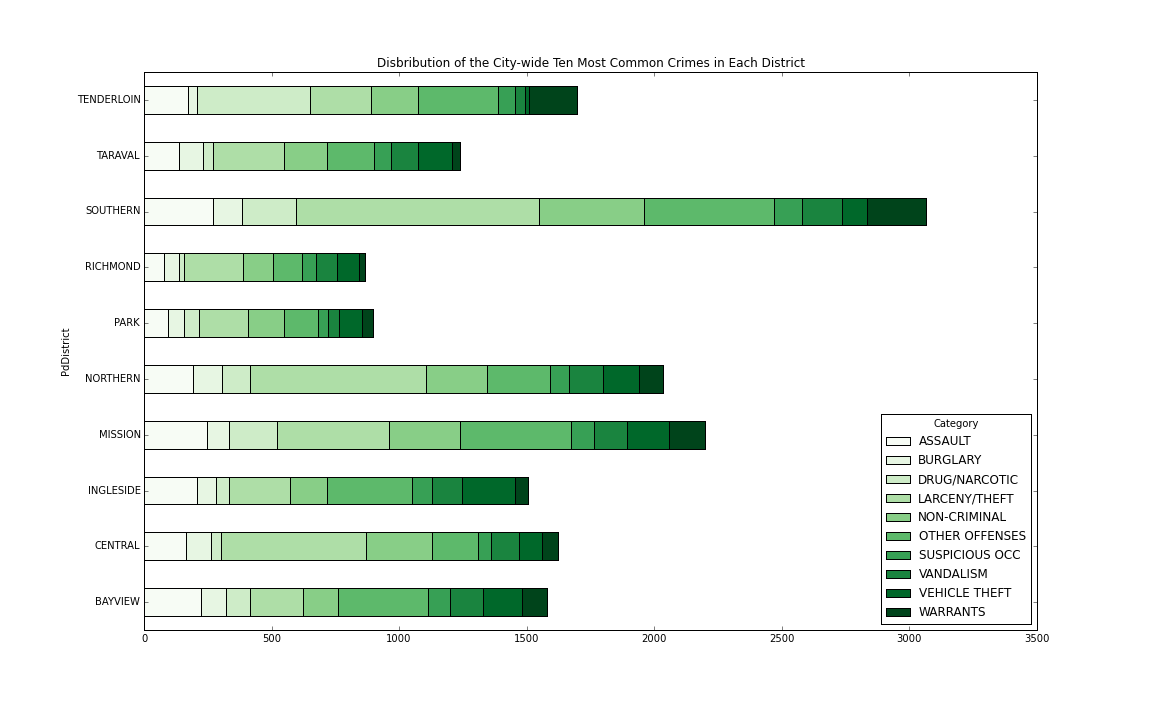 Disbribution of the City-wide Ten Most Common Crimes in Each District
TENDERLOIN
TARAVAL
SOUTHERN
RICHMOND
PARK
NORTHERN
MISSION
INGLESIDE
CENTRAL
BAYVIEW
PdDistrict
0 500 1000 1500 2000 2500 3000 3500
Category
ASSAULT
BURGLARY
DRUG/NARCOTIC
LARCENY/THEFT
NON-CRIMINAL
OTHER OFFENSES
SUSPICIOUS OCC
VANDALISM
VEHICLE THEFT
WARRANTS